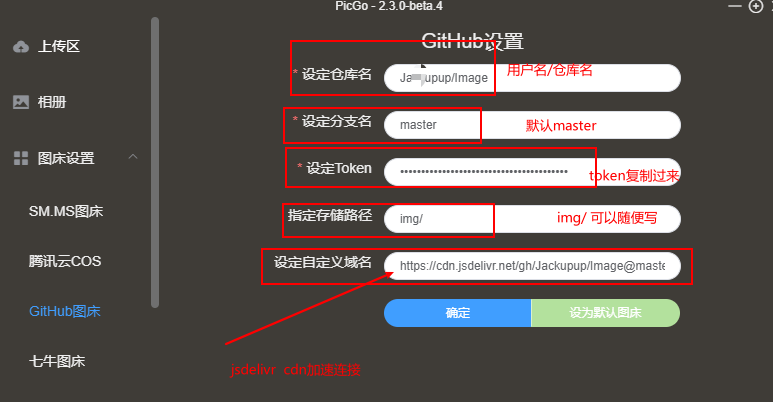 PicGo - 2.3.0-beta.4
上传区
相册
图床设置
SM.MS图床
腾讯云COS
GitHub图床
七牛图床
GitHub设置
* 设定仓库名
Jackupup/Image
用户名/仓库名
* 设定分支名
master
默认master
* 设定Token
token复制过来
指定存储路径
img/
img/ 可以随便写
设定自定义域名
https://cdn.jsdelivr.net/gh/Jackupup/Image@maste
确定
设为默认图床
jsdelivr cdn加速连接